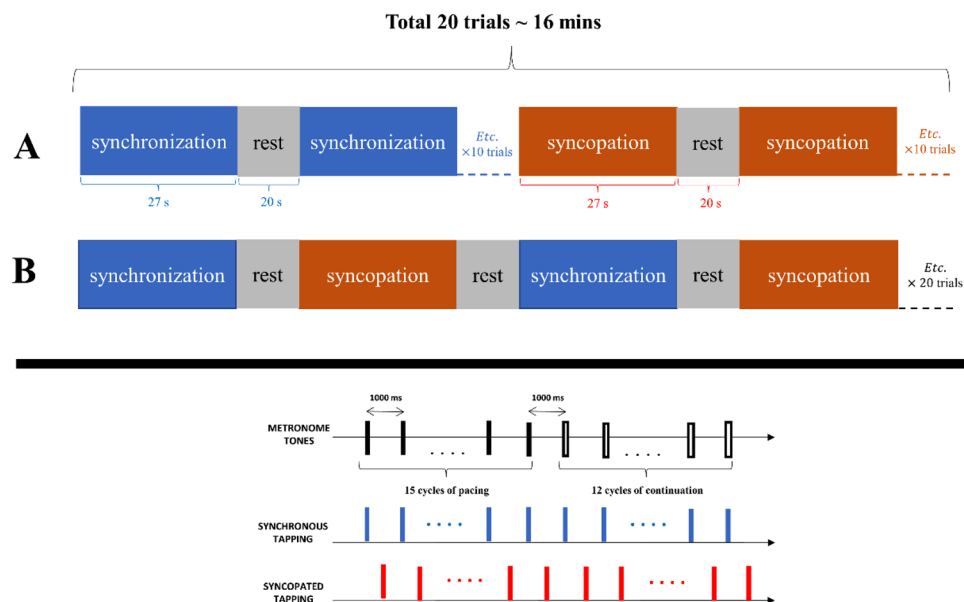 Total 20 trials ~ 16 mins
A
synchronization
rest
synchronization
Etc.
×10 trials
syncopation
rest
syncopation
Etc.
×10 trials
27 s
20 s
27 s
20 s
B
synchronization
rest
syncopation
rest
synchronization
rest
syncopation
Etc.
× 20 trials
1000 ms
1000 ms
METRONOME
TONES
15 cycles of pacing
12 cycles of continuation
SYNCHRONOUS
TAPPING
SYNCOPATED
TAPPING